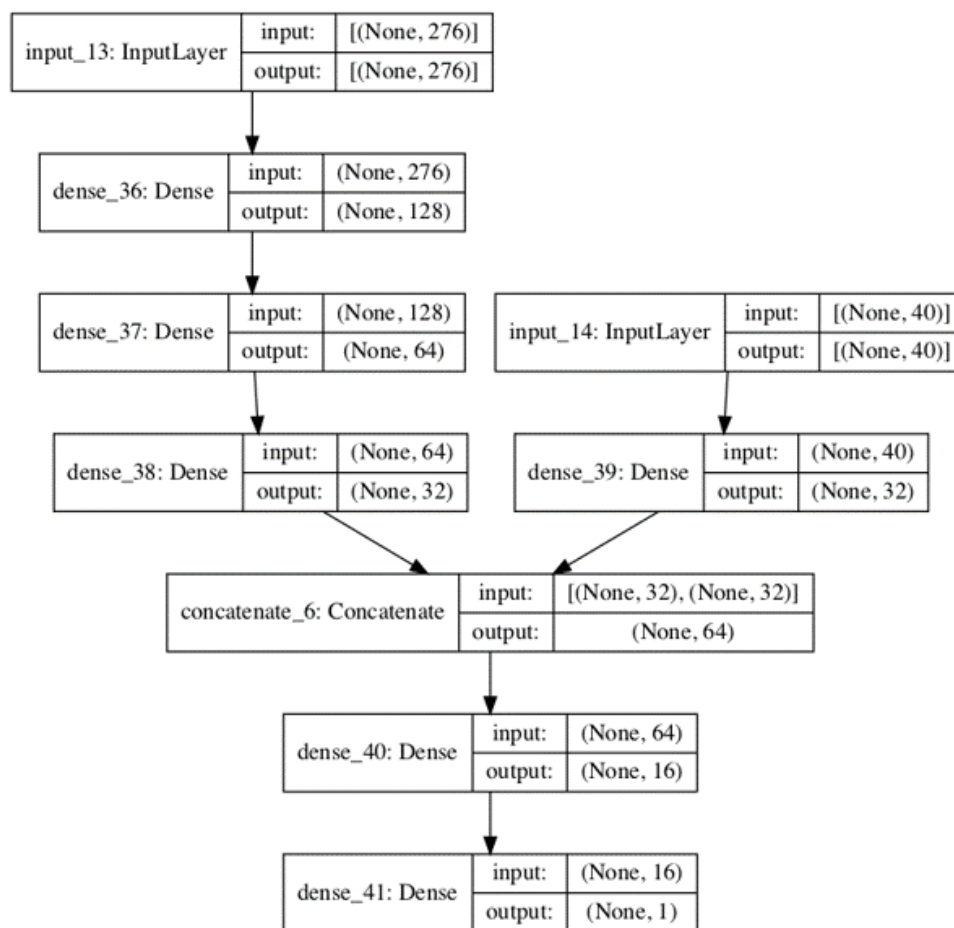 input_13: InputLayer
input: [(None, 276)]
output: [(None, 276)]
dense_36: Dense
input: (None, 276)
output: (None, 128)
dense_37: Dense
input: (None, 128)
output: (None, 64)
input_14: InputLayer
input: [(None, 40)]
output: [(None, 40)]
dense_38: Dense
input: (None, 64)
output: (None, 32)
dense_39: Dense
input: (None, 40)
output: (None, 32)
concatenate_6: Concatenate
input: [(None, 32), (None, 32)]
output: (None, 64)
dense_40: Dense
input: (None, 64)
output: (None, 16)
dense_41: Dense
input: (None, 16)
output: (None, 1)